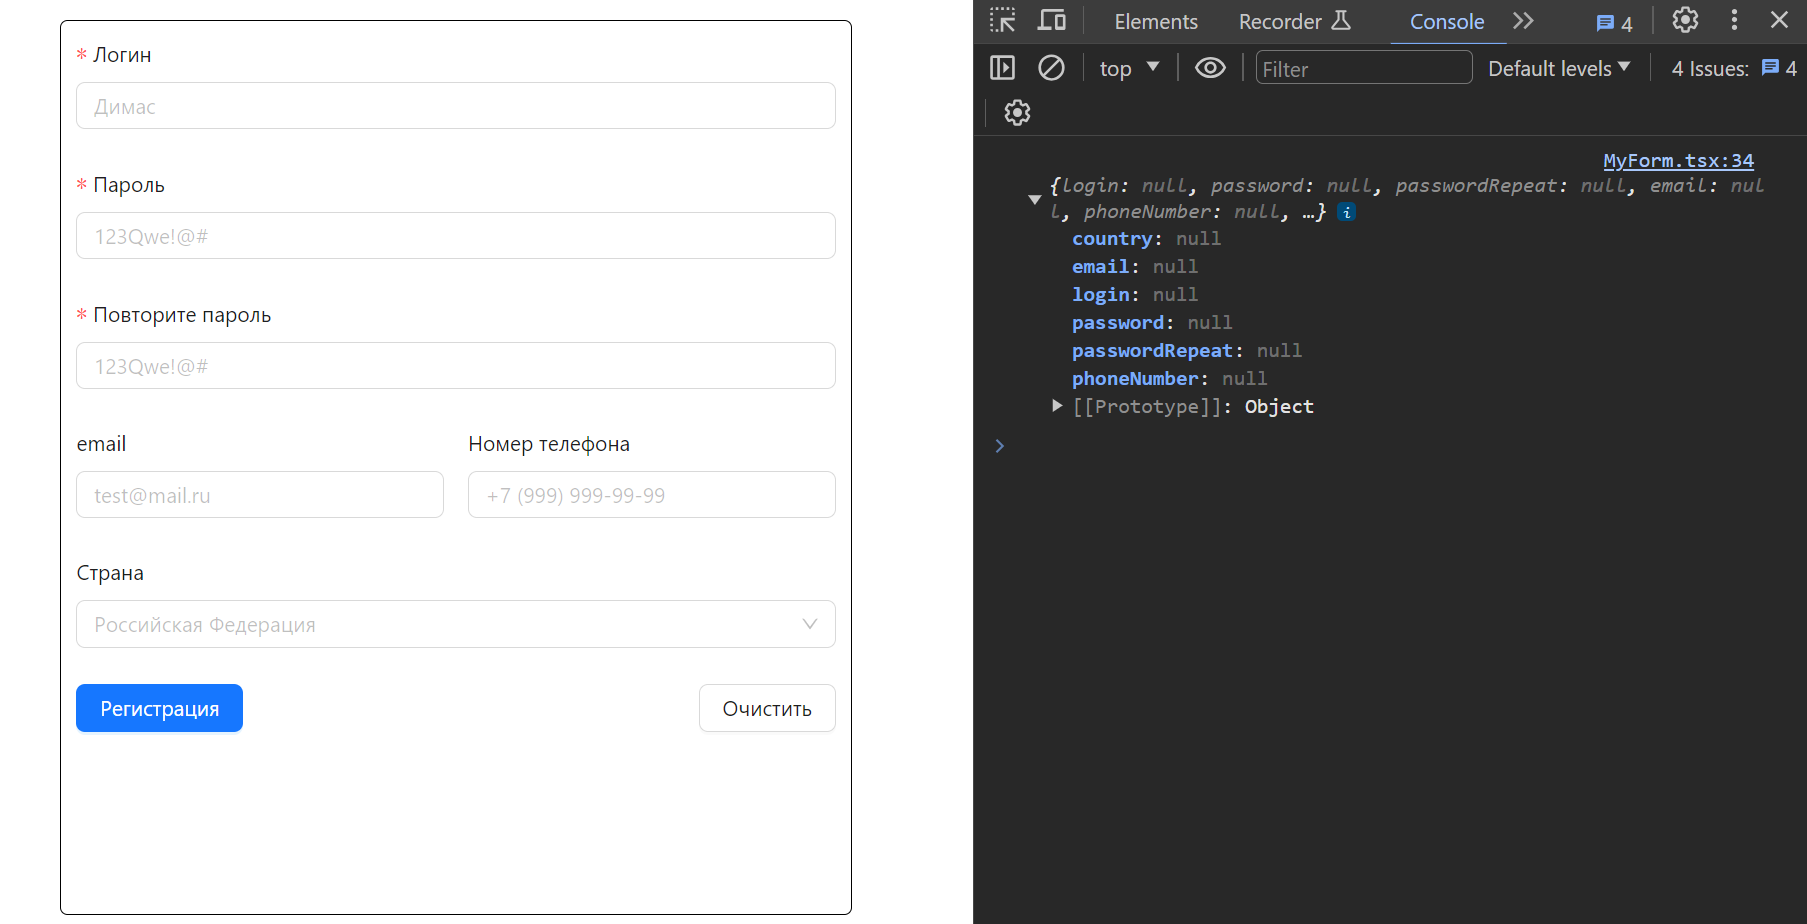 * Логин
Димас
* Пароль
123Qwe!@#
* Повторите пароль
123Qwe!@#
email
Номер телефона
test@mail.ru
+7 (999) 999-99-99
Страна
Российская Федерация
Регистрация
Очистить
Elements
Recorder
Console
4
top
Filter
Default levels
4 Issues:
4
MyForm.tsx:34
{login: null, password: null, passwordRepeat: null, email: nul
l, phoneNumber: null, …} i
country: null
email: null
login: null
password: null
passwordRepeat: null
phoneNumber: null
[[Prototype]]: Object